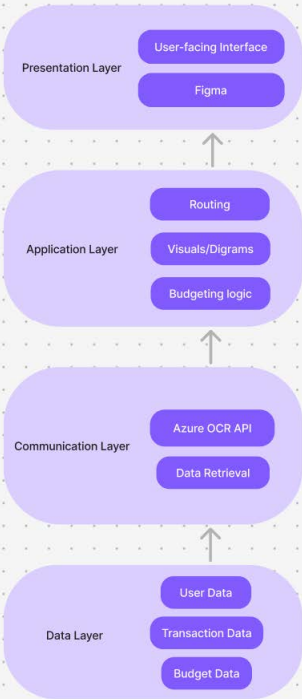 User-facing Interface
Presentation Layer
Figma
Routing
Application Layer
Visuals/Digrams
Budgeting logic
Azure OCR API
Communication Layer
Data Retrieval
User Data
Data Layer
Transaction Data
Budget Data